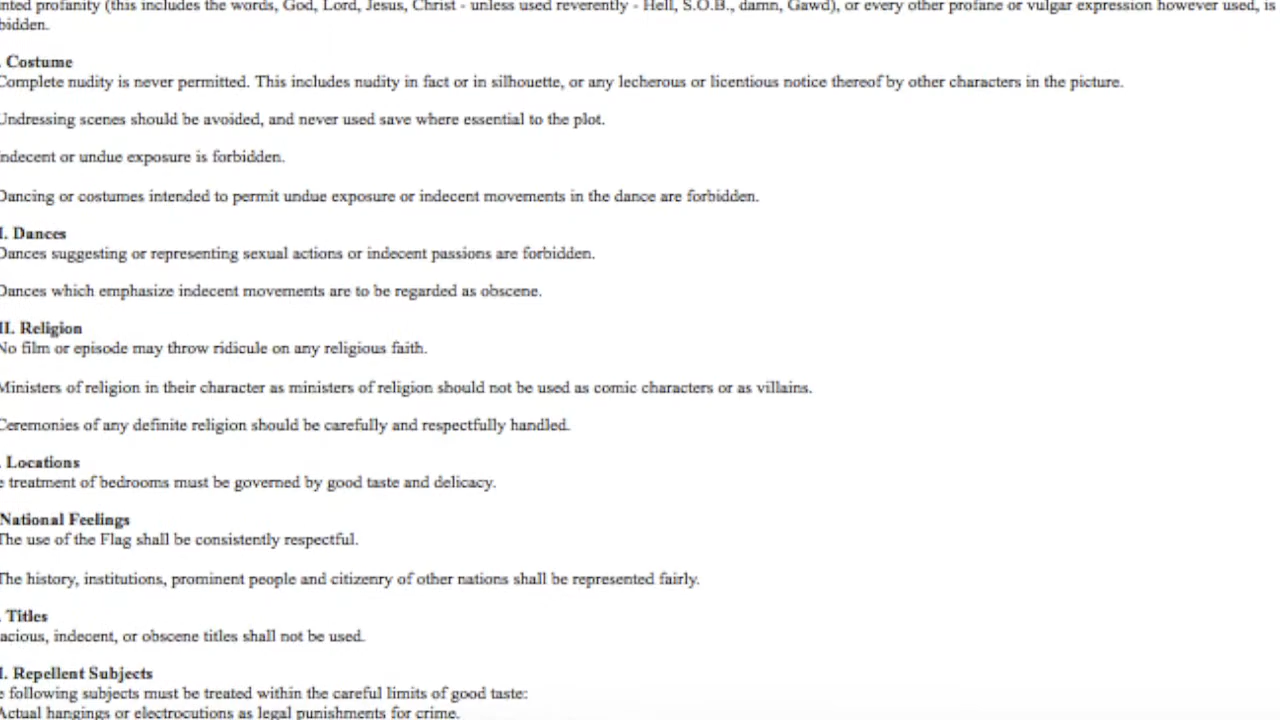 nted profanity (this includes the words, God, Lord, Jesus, Christ - unless used reverently - Hell, S.O.B., damn, Gawd), or every other profane or vulgar expression however used, is
bidden.
. Costume
Complete nudity is never permitted. This includes nudity in fact or in silhouette, or any lecherous or licentious notice thereof by other characters in the picture.
Undressing scenes should be avoided, and never used save where essential to the plot.
ndecent or undue exposure is forbidden.
Dancing or costumes intended to permit undue exposure or indecent movements in the dance are forbidden.
I. Dances
Dances suggesting or representing sexual actions or indecent passions are forbidden.
Dances which emphasize indecent movements are to be regarded as obscene.
II. Religion
No film or episode may throw ridicule on any religious faith.
Ministers of religion in their character as ministers of religion should not be used as comic characters or as villains.
Ceremonies of any definite religion should be carefully and respectfully handled.
. Locations
e treatment of bedrooms must be governed by good taste and delicacy.
National Feelings
The use of the Flag shall be consistently respectful.
The history, institutions, prominent people and citizenry of other nations shall be represented fairly.
. Titles
acious, indecent, or obscene titles shall not be used.
I. Repellent Subjects
e following subjects must be treated within the careful limits of good taste:
Actual hangings or electrocutions as legal punishments for crime.